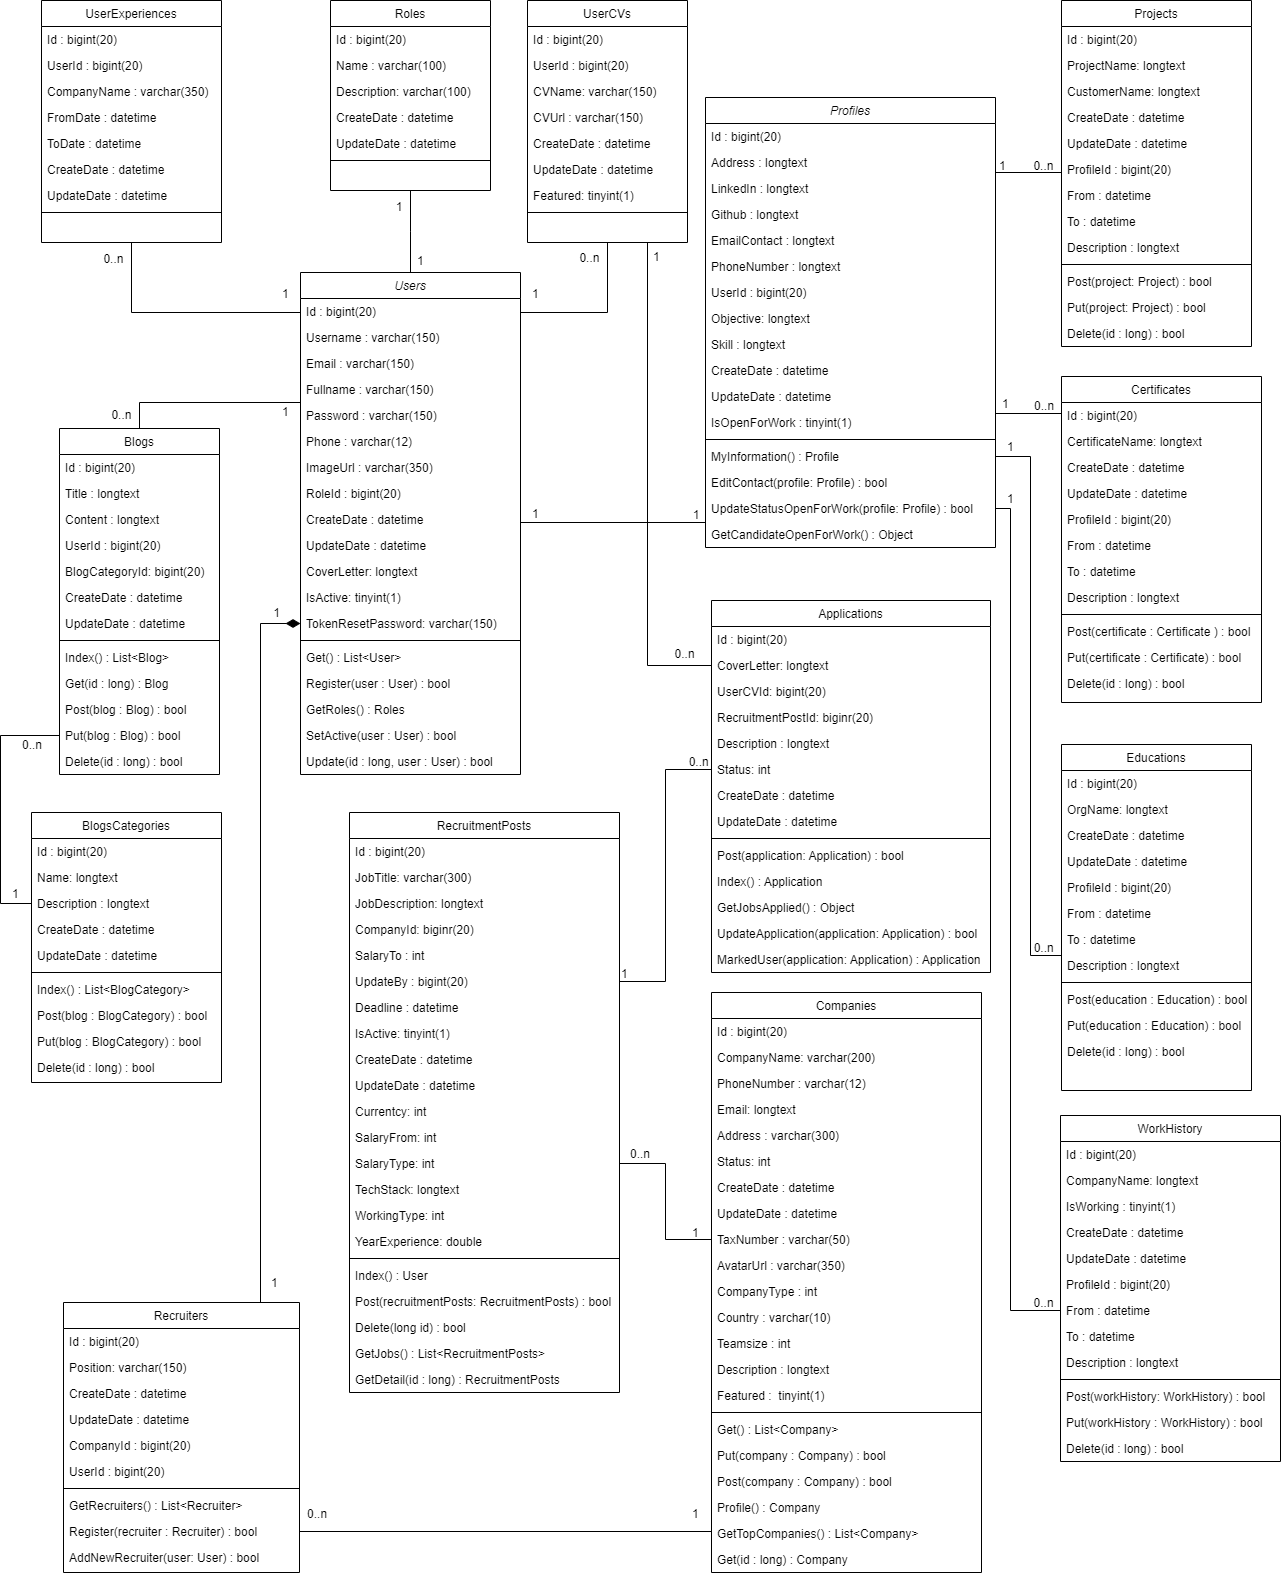 UserExperiences
Id : bigint(20)
UserId : bigint(20)
CompanyName : varchar(350)
FromDate : datetime
ToDate : datetime
CreateDate : datetime
UpdateDate : datetime
0..n
1
Roles
Id : bigint(20)
Name : varchar(100)
Description: varchar(100)
CreateDate : datetime
UpdateDate : datetime
1
1
UserCVs
Id : bigint(20)
UserId : bigint(20)
CVName: varchar(150)
CVUrl : varchar(150)
CreateDate : datetime
UpdateDate : datetime
Featured: tinyint(1)
0..n
1
1
Profiles
Id : bigint(20)
Address : longtext
LinkedIn : longtext
Github : longtext
EmailContact : longtext
PhoneNumber : longtext
UserId : bigint(20)
Objective: longtext
Skill : longtext
CreateDate : datetime
UpdateDate : datetime
IsOpenForWork : tinyint(1)
MyInformation() : Profile
EditContact(profile: Profile) : bool
UpdateStatusOpenForWork(profile: Profile) : bool
GetCandidateOpenForWork() : Object
1
0..n
1
0..n
1
1
Projects
Id : bigint(20)
ProjectName: longtext
CustomerName: longtext
CreateDate : datetime
UpdateDate : datetime
ProfileId : bigint(20)
From : datetime
To : datetime
Description : longtext
Post(project: Project) : bool
Put(project: Project) : bool
Delete(id : long) : bool
Users
Id : bigint(20)
Username : varchar(150)
Email : varchar(150)
Fullname : varchar(150)
Password : varchar(150)
Phone : varchar(12)
ImageUrl : varchar(350)
RoleId : bigint(20)
CreateDate : datetime
UpdateDate : datetime
CoverLetter: longtext
IsActive: tinyint(1)
TokenResetPassword: varchar(150)
Get() : List<User>
Register(user : User) : bool
GetRoles() : Roles
SetActive(user : User) : bool
Update(id : long, user : User) : bool
0..n
1
1
1
1
Certificates
Id : bigint(20)
CertificateName: longtext
CreateDate : datetime
UpdateDate : datetime
ProfileId : bigint(20)
From : datetime
To : datetime
Description : longtext
Post(certificate : Certificate ) : bool
Put(certificate : Certificate) : bool
Delete(id : long) : bool
Blogs
Id : bigint(20)
Title : longtext
Content : longtext
UserId : bigint(20)
BlogCategoryId: bigint(20)
CreateDate : datetime
UpdateDate : datetime
Index() : List<Blog>
Get(id : long) : Blog
Post(blog : Blog) : bool
Put(blog : Blog) : bool
Delete(id : long) : bool
0..n
1
Applications
Id : bigint(20)
CoverLetter: longtext
UserCVId: bigint(20)
RecruitmentPostId: biginr(20)
Description : longtext
Status: int
CreateDate : datetime
UpdateDate : datetime
Post(application: Application) : bool
Index() : Application
GetJobsApplied() : Object
UpdateApplication(application: Application) : bool
MarkedUser(application: Application) : Application
0..n
0..n
1
Educations
Id : bigint(20)
OrgName: longtext
CreateDate : datetime
UpdateDate : datetime
ProfileId : bigint(20)
From : datetime
To : datetime
Description : longtext
Post(education : Education) : bool
Put(education : Education) : bool
Delete(id : long) : bool
0..n
BlogsCategories
Id : bigint(20)
Name: longtext
Description : longtext
CreateDate : datetime
UpdateDate : datetime
Index() : List<BlogCategory>
Post(blog : BlogCategory) : bool
Put(blog : BlogCategory) : bool
Delete(id : long) : bool
RecruitmentPosts
Id : bigint(20)
JobTitle: varchar(300)
JobDescription: longtext
CompanyId: biginr(20)
SalaryTo : int
UpdateBy : bigint(20)
Deadline : datetime
IsActive: tinyint(1)
CreateDate : datetime
UpdateDate : datetime
Currentcy: int
SalaryFrom: int
SalaryType: int
TechStack: longtext
WorkingType: int
YearExperience: double
Index() : User
Post(recruitmentPosts: RecruitmentPosts) : bool
Delete(long id) : bool
GetJobs() : List<RecruitmentPosts>
GetDetail(id : long) : RecruitmentPosts
0..n
1
Companies
Id : bigint(20)
CompanyName: varchar(200)
PhoneNumber : varchar(12)
Email: longtext
Address : varchar(300)
Status: int
CreateDate : datetime
UpdateDate : datetime
TaxNumber : varchar(50)
AvatarUrl : varchar(350)
CompanyType : int
Country : varchar(10)
Teamsize : int
Description : longtext
Featured :  tinyint(1)
Get() : List<Company>
Put(company : Company) : bool
Post(company : Company) : bool
Profile() : Company
GetTopCompanies() : List<Company>
Get(id : long) : Company
WorkHistory
Id : bigint(20)
CompanyName: longtext
IsWorking : tinyint(1)
CreateDate : datetime
UpdateDate : datetime
ProfileId : bigint(20)
From : datetime
To : datetime
Description : longtext
Post(workHistory: WorkHistory) : bool
Put(workHistory : WorkHistory) : bool
Delete(id : long) : bool
0..n
1
Recruiters
Id : bigint(20)
Position: varchar(150)
CreateDate : datetime
UpdateDate : datetime
CompanyId : bigint(20)
UserId : bigint(20)
GetRecruiters() : List<Recruiter>
Register(recruiter : Recruiter) : bool
AddNewRecruiter(user: User) : bool
0..n
1